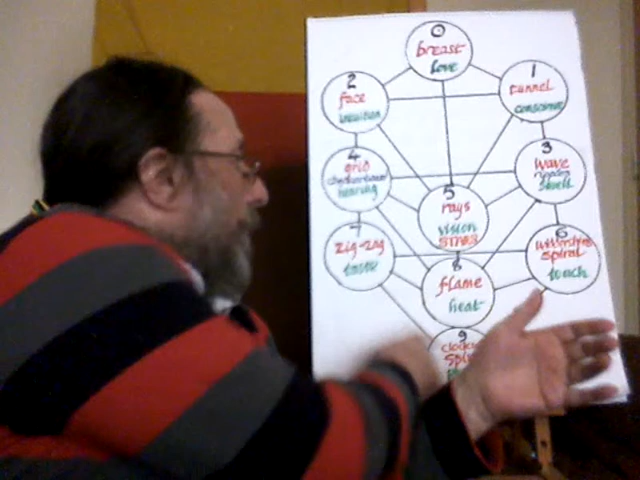 0
breast
love
2
face
intuition
1
tunnel
conscience
4
grid
hearing
3
wave
smell
5
rays
vision
7
zig-zag
taste
6
spiral
touch
8
flame
heat
9